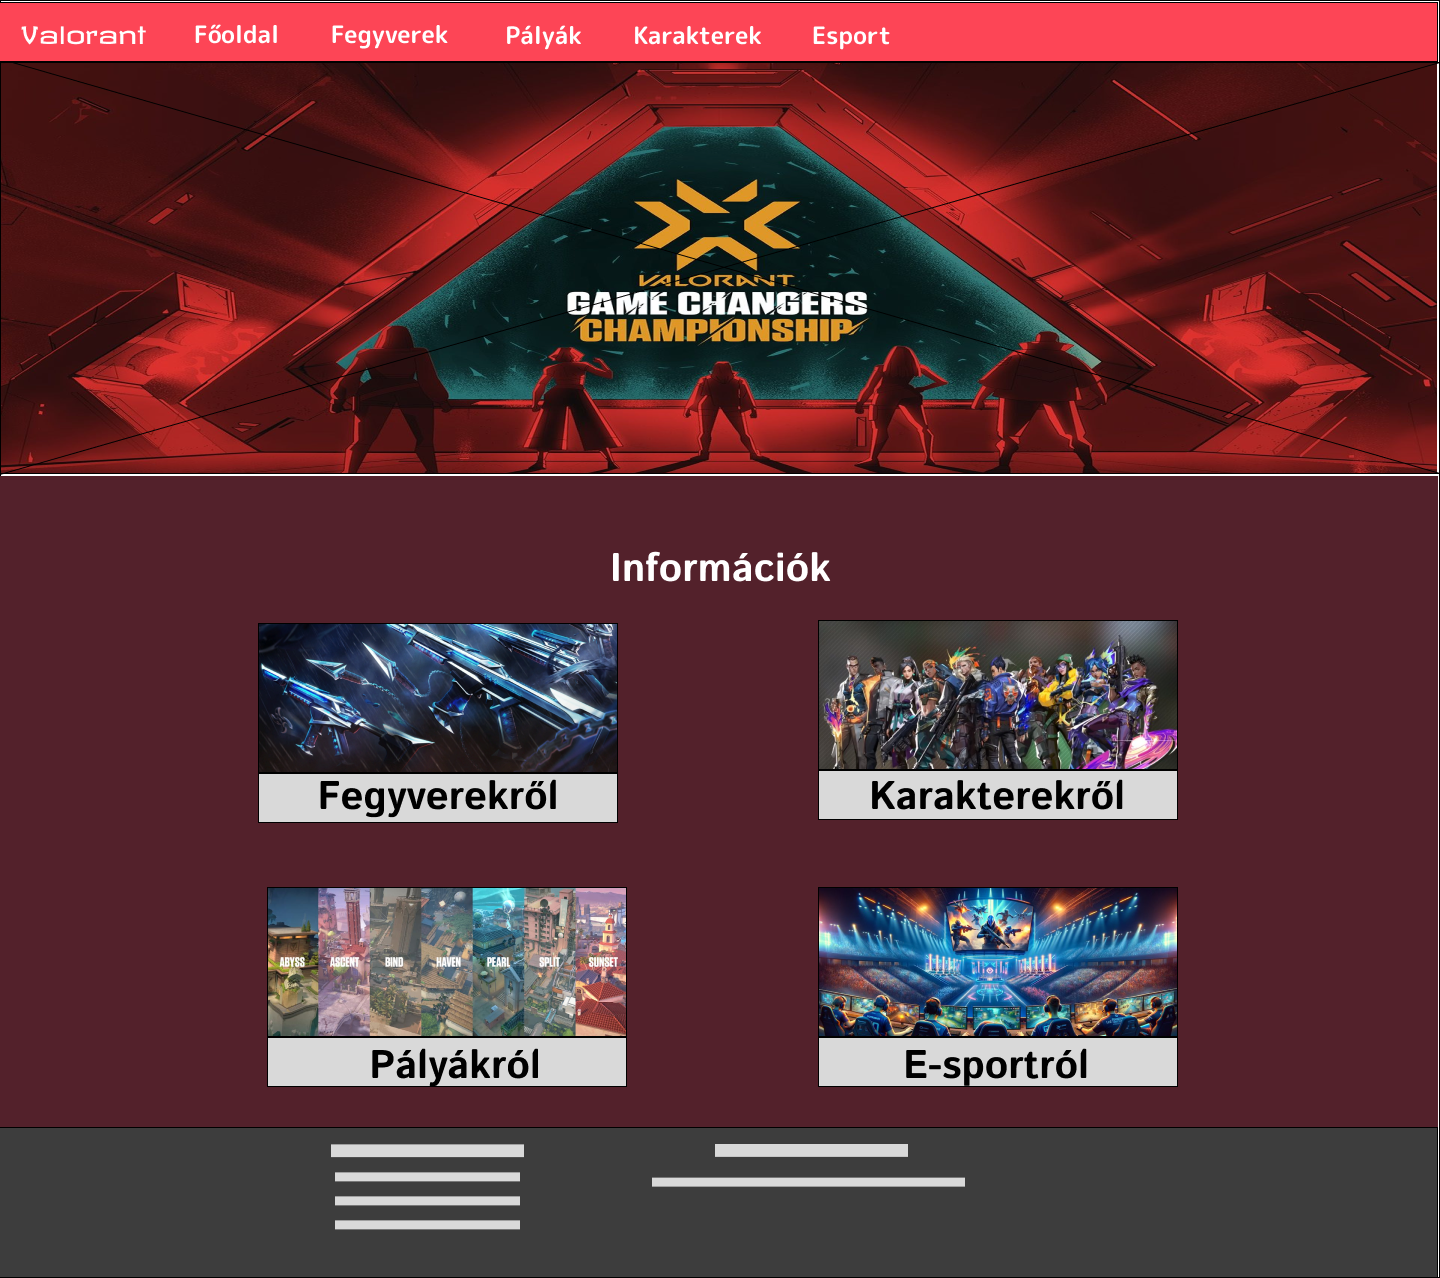 Valorant Főoldal Fegyverek Pályák Karakterek Esport
VALORANT
GAME CHANGERS
CHAMPIONSHIP
Információk
Fegyverekről Karakterekről
ABYSS ASCENT BIND HAVEN PEARL SPLIT SUNSET
Pályákról E-sportról